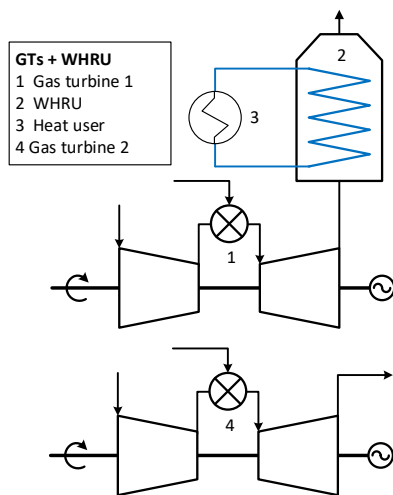 GTs + WHRU
1 Gas turbine 1
2 WHRU
3 Heat user
4 Gas turbine 2
2
3
1
4